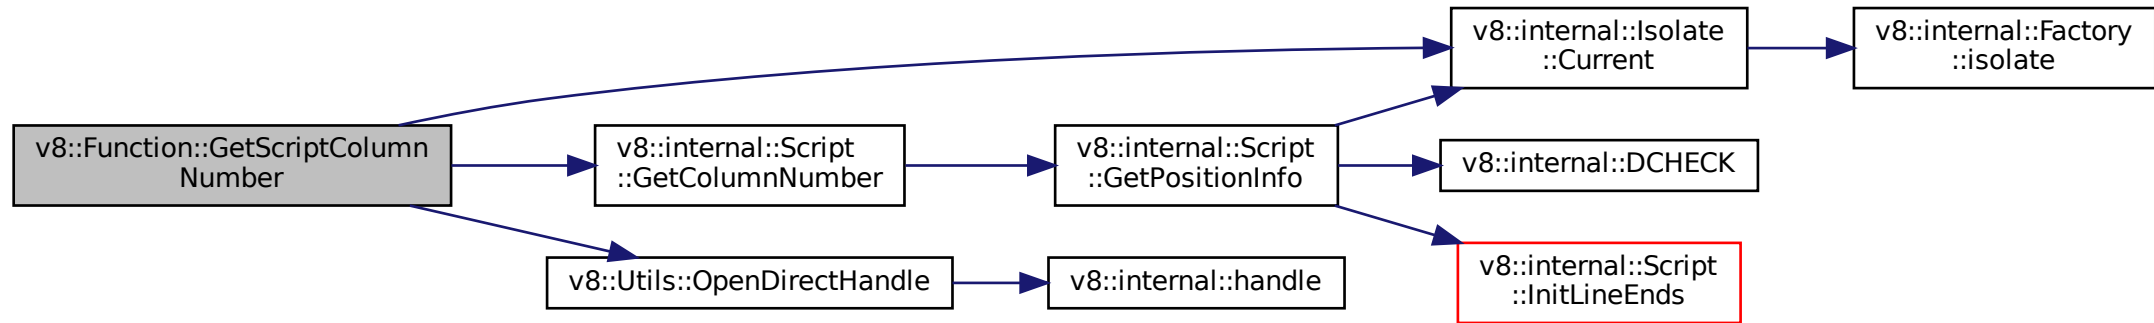 v8::Function::GetScriptColumn
Number
v8::internal::Script
::GetColumnNumber
v8::Utils::OpenDirectHandle
v8::internal::Script
::GetPositionInfo
v8::internal::handle
v8::internal::Isolate
::Current
v8::internal::DCHECK
v8::internal::Script
::InitLineEnds
v8::internal::Factory
::isolate